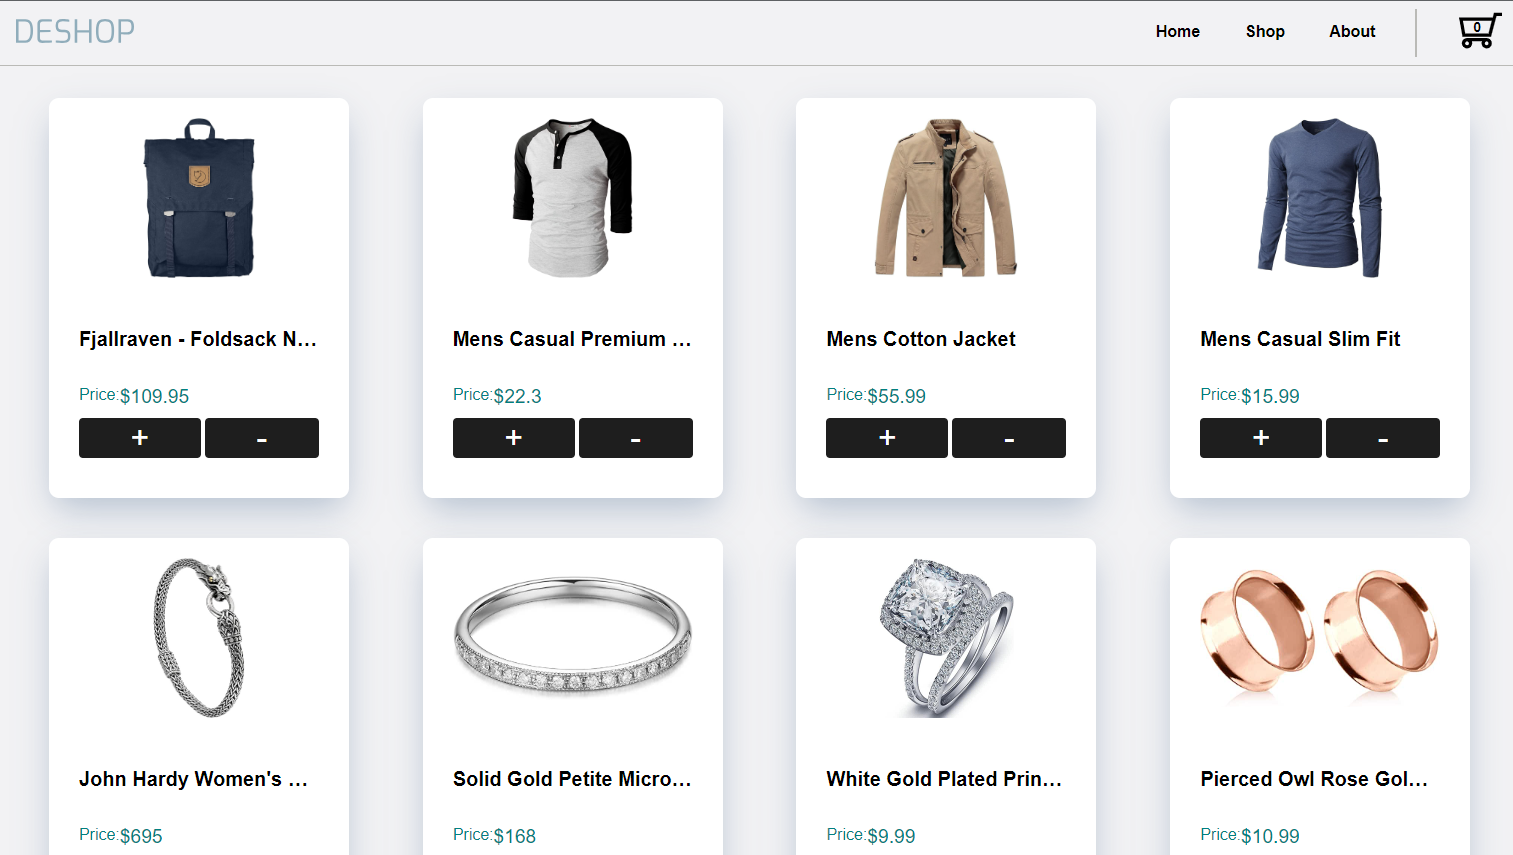 DESHOP
Home Shop About
0
Fjallraven - Foldsack N...
Price:$109.95
+ -
Mens Casual Premium ...
Price:$22.3
+ -
Mens Cotton Jacket
Price:$55.99
+ -
Mens Casual Slim Fit
Price:$15.99
+ -
John Hardy Women's ...
Price:$695
Solid Gold Petite Micro...
Price:$168
White Gold Plated Prin...
Price:$9.99
Pierced Owl Rose Gol...
Price:$10.99